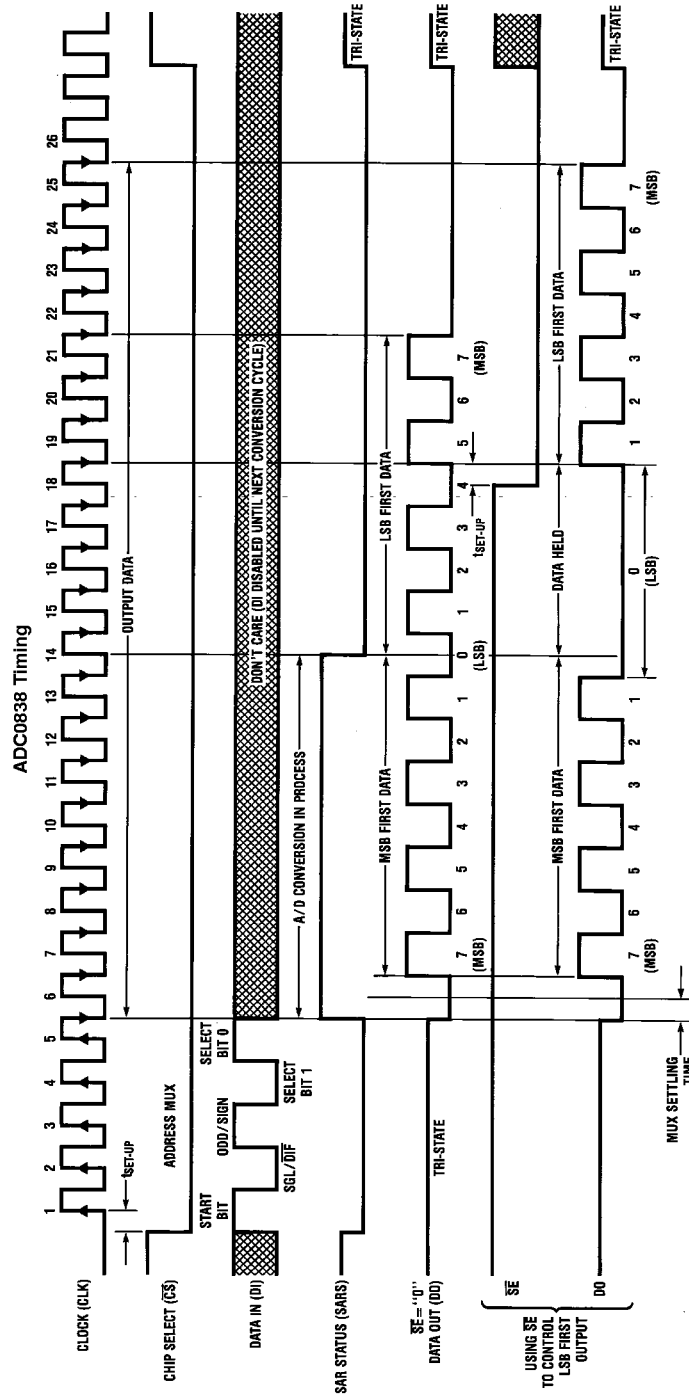 ADC0838 Timing
1 2 3 4 5 6 7 8 9 10 11 12 13 14 15 16 17 18 19 20 21 22 23 24 25 26
CLOCK (CLK)
tSET-UP
OUTPUT DATA
CHIP SELECT (CS)
ADDRESS MUX
START BIT
SGL/DIF
ODD/SIGN
SELECT BIT 1
SELECT BIT 0
DATA IN (DI)
DON'T CARE (DI DISABLED UNTIL NEXT CONVERSION CYCLE)
A/D CONVERSION IN PROCESS
SAR STATUS (SARS)
TRI-STATE
MSB FIRST DATA
LSB FIRST DATA
SE = "0"
DATA OUT (DO)
TRI-STATE
TRI-STATE
7 (MSB) 6 5 4 3 2 1 0 (LSB) 1 2 3 4 5 6 7 (MSB)
tSET-UP
USING SE
TO CONTROL
LSB FIRST
OUTPUT
SE
MSB FIRST DATA
DATA HELD
LSB FIRST DATA
DO
TRI-STATE
7 (MSB) 6 5 4 3 2 1 0 (LSB) 1 2 3 4 5 6 7 (MSB)
MUX SETTLING
TIME